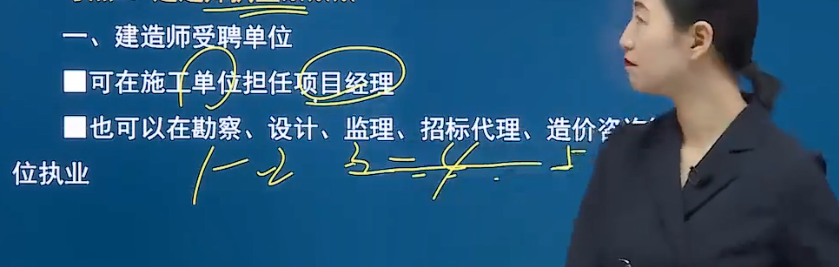 一、建造师受聘单位
■可在施工单位担任项目经理
■也可以在勘察、设计、监理、招标代理、造价咨
位执业
1-2 3=4 5